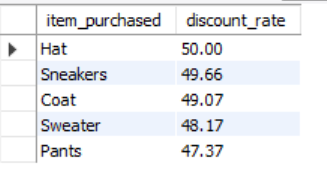 item_purchased discount_rate
Hat 50.00
Sneakers 49.66
Coat 49.07
Sweater 48.17
Pants 47.37